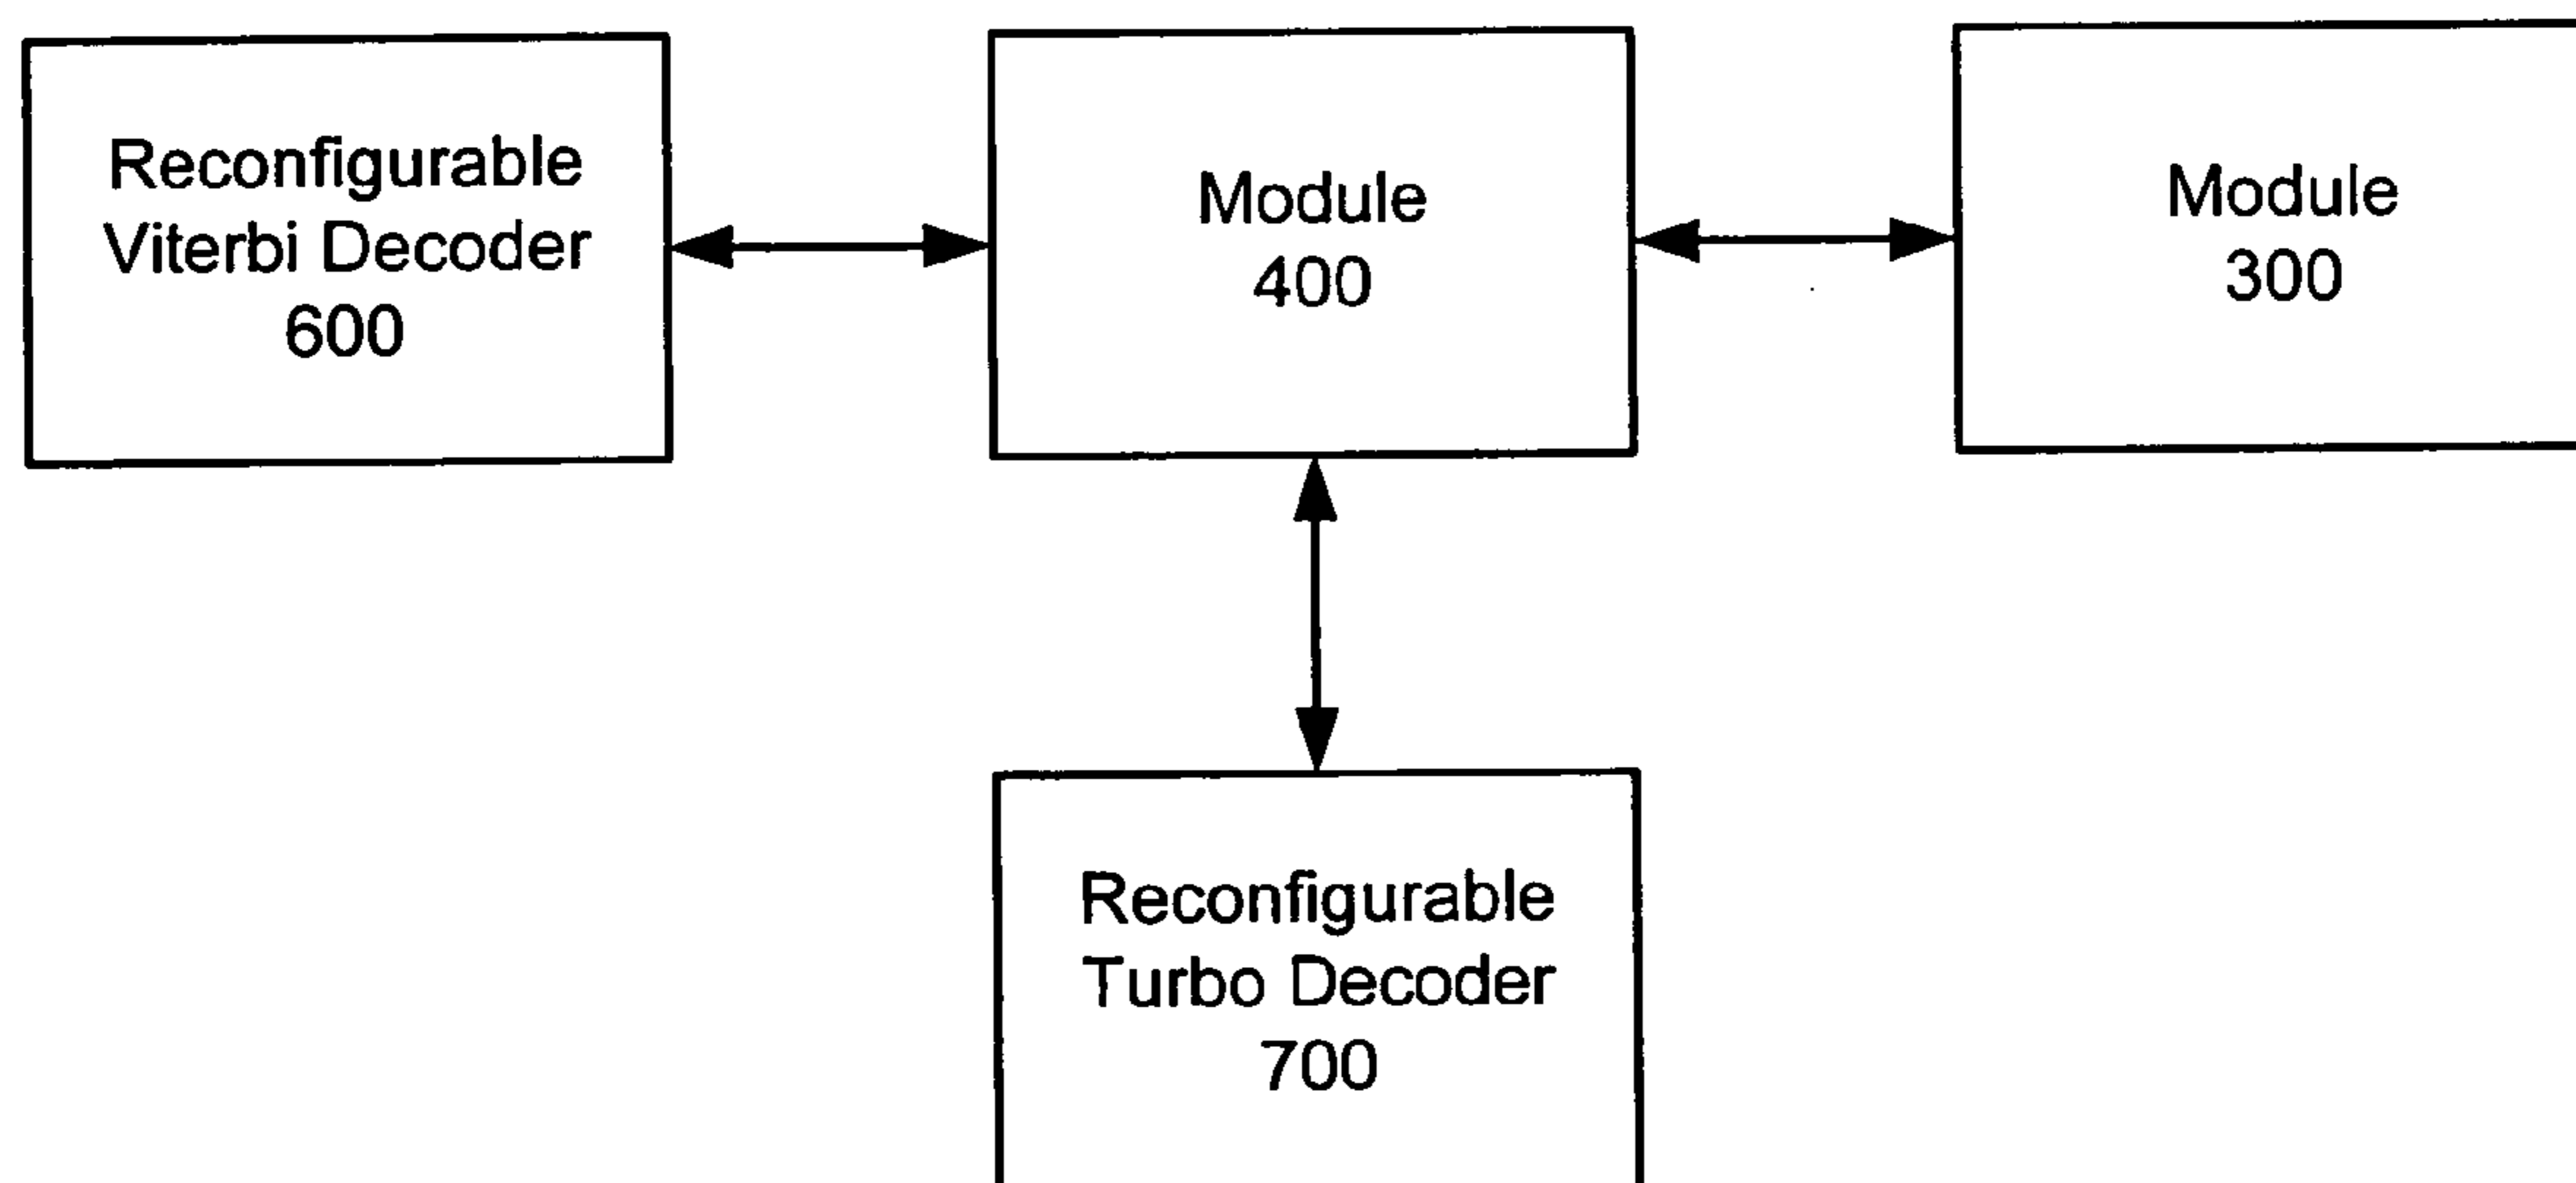 Reconfigurable
Viterbi Decoder
600
Module
400
Module
300
Reconfigurable
Turbo Decoder
700